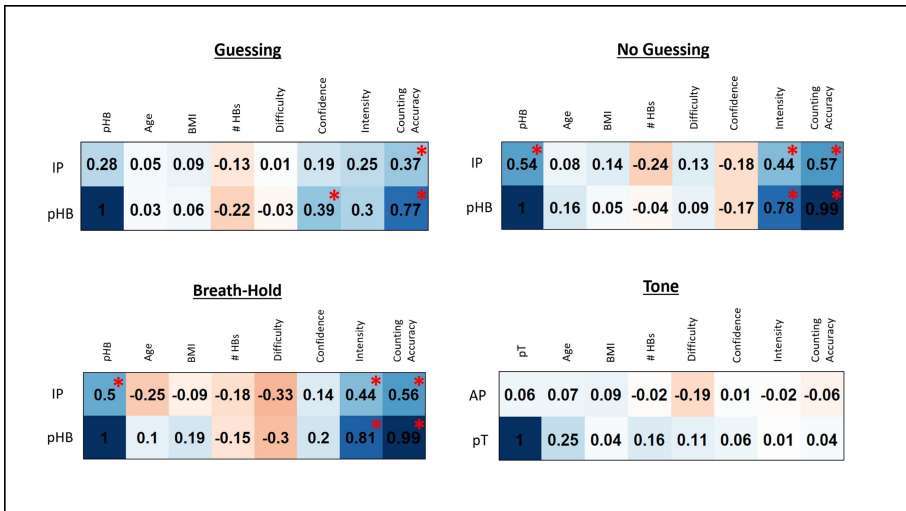 Guessing
pHB Age BMI # HBs Difficulty Confidence Intensity Counting Accuracy
IP 0.28 0.05 0.09 -0.13 0.01 0.19 0.25 0.37*
pHB 1 0.03 0.06 -0.22 -0.03 0.39* 0.3 0.77*
No Guessing
pHB Age BMI # HBs Difficulty Confidence Intensity Counting Accuracy
IP 0.54* 0.08 0.14 -0.24 0.13 -0.18 0.44* 0.57*
pHB 1 0.16 0.05 -0.04 0.09 -0.17 0.78* 0.99*
Breath-Hold
pHB Age BMI # HBs Difficulty Confidence Intensity Counting Accuracy
IP 0.5* -0.25 -0.09 -0.18 -0.33 0.14 0.44* 0.56*
pHB 1 0.1 0.19 -0.15 -0.3 0.2 0.81* 0.99*
Tone
pT Age BMI # HBs Difficulty Confidence Intensity Counting Accuracy
AP 0.06 0.07 0.09 -0.02 -0.19 0.01 -0.02 -0.06
pT 1 0.25 0.04 0.16 0.11 0.06 0.01 0.04